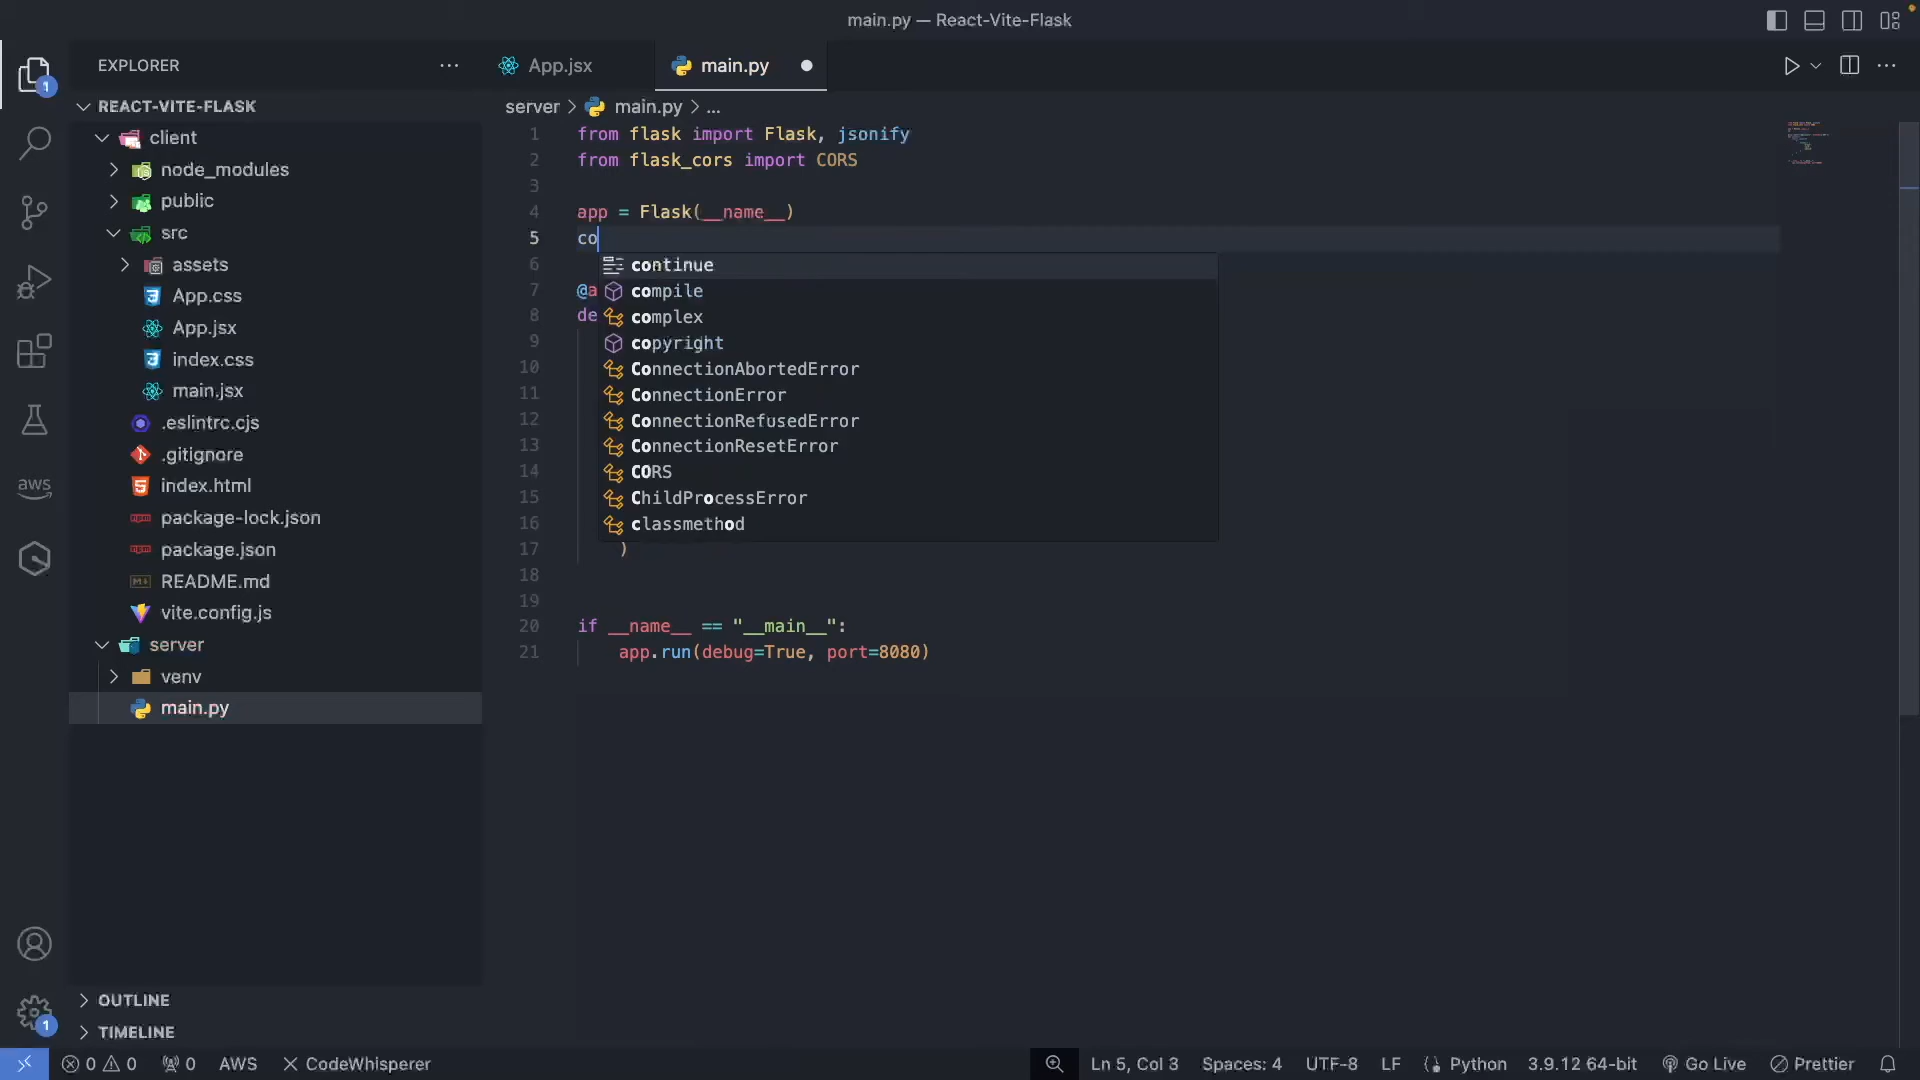 main.py — React-Vite-Flask
EXPLORER
App.jsx
main.py
1
REACT-VITE-FLASK
client
node_modules
public
src
assets
App.css
App.jsx
index.css
main.jsx
.eslintrc.cjs
.gitignore
index.html
package-lock.json
package.json
README.md
vite.config.js
server
venv
main.py
aws
OUTLINE
TIMELINE
1
server > main.py > ...
1 from flask import Flask, jsonify
2 from flask_cors import CORS
3
4 app = Flask(__name__)
5 co
6
7 @a
8 de
9
10
11
12
13
14
15
16
17 )
18
19
20 if __name__ == "__main__":
21 app.run(debug=True, port=8080)
continue
compile
complex
copyright
ConnectionAbortedError
ConnectionError
ConnectionRefusedError
ConnectionResetError
CORS
ChildProcessError
classmethod
0 0 0 AWS CodeWhisperer Ln 5, Col 3 Spaces: 4 UTF-8 LF Python 3.9.12 64-bit Go Live Prettier